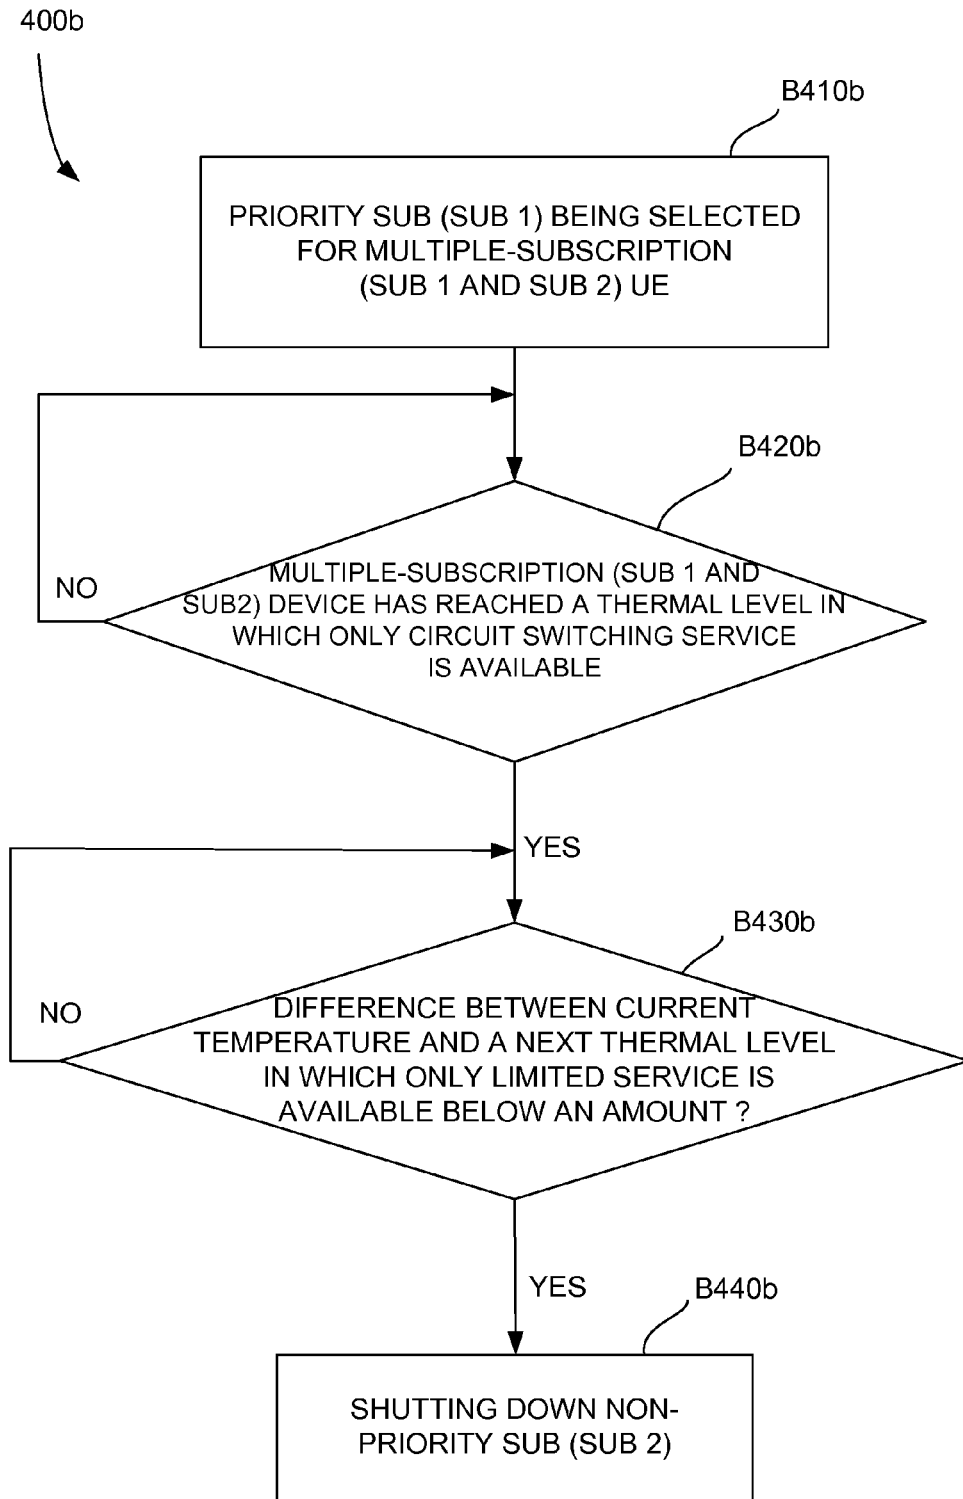 400b
B410b
PRIORITY SUB (SUB 1) BEING SELECTED
FOR MULTIPLE-SUBSCRIPTION
(SUB 1 AND SUB 2) UE
B420b
NO
MULTIPLE-SUBSCRIPTION (SUB 1 AND
SUB2) DEVICE HAS REACHED A THERMAL LEVEL IN
WHICH ONLY CIRCUIT SWITCHING SERVICE
IS AVAILABLE
YES
B430b
NO
DIFFERENCE BETWEEN CURRENT
TEMPERATURE AND A NEXT THERMAL LEVEL
IN WHICH ONLY LIMITED SERVICE IS
AVAILABLE BELOW AN AMOUNT ?
YES
B440b
SHUTTING DOWN NON-
PRIORITY SUB (SUB 2)